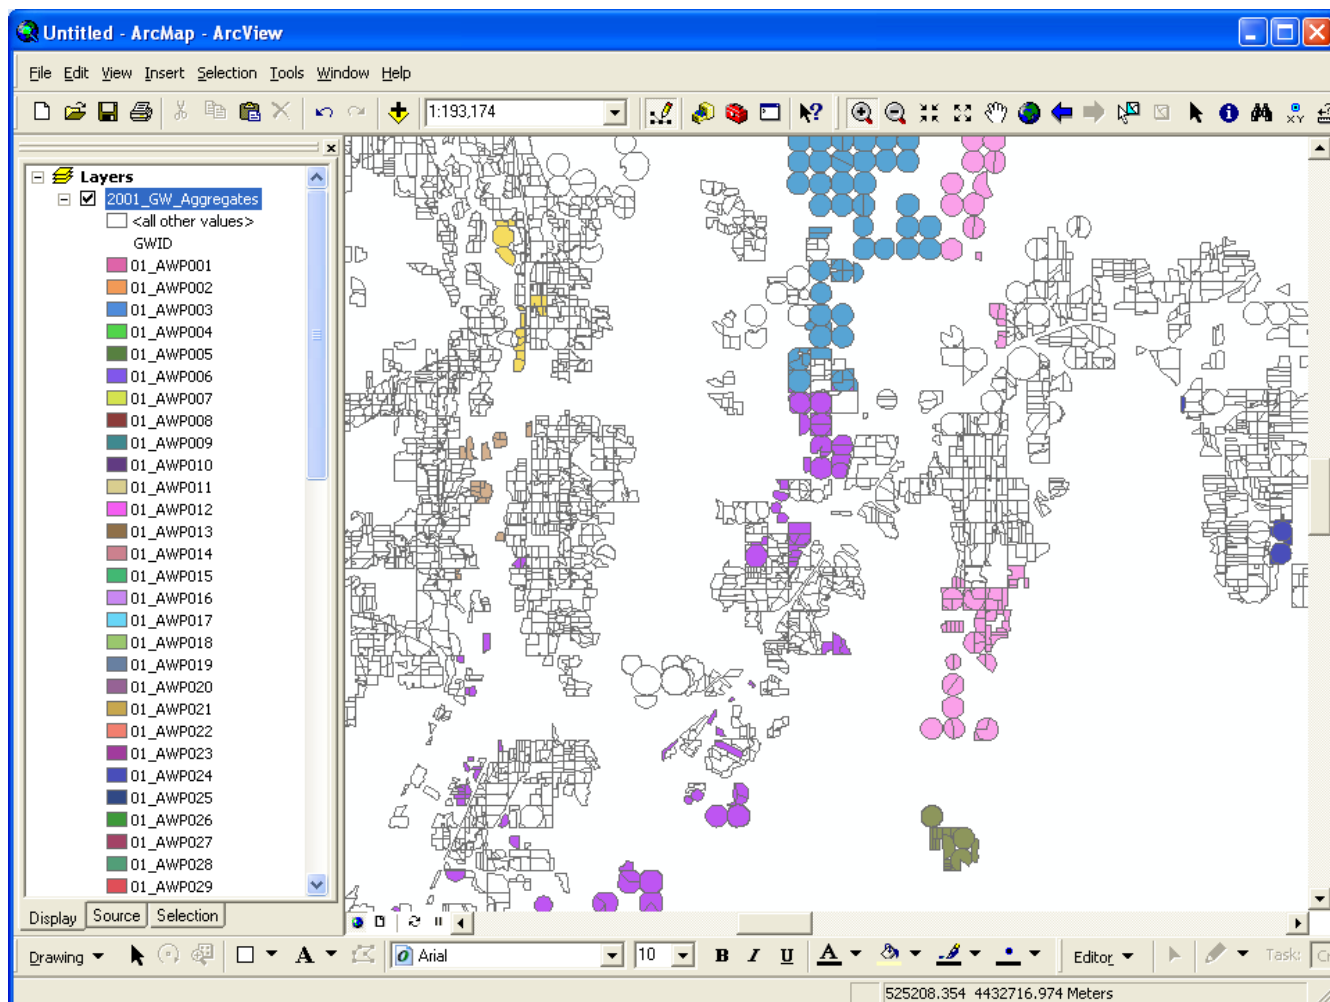 Untitled - ArcMap - ArcView
File Edit View Insert Selection Tools Window Help
1:193,174
Layers
2001_GW_Aggregates
<all other values>
GWID
01_AWP001
01_AWP002
01_AWP003
01_AWP004
01_AWP005
01_AWP006
01_AWP007
01_AWP008
01_AWP009
01_AWP010
01_AWP011
01_AWP012
01_AWP013
01_AWP014
01_AWP015
01_AWP016
01_AWP017
01_AWP018
01_AWP019
01_AWP020
01_AWP021
01_AWP022
01_AWP023
01_AWP024
01_AWP025
01_AWP026
01_AWP027
01_AWP028
01_AWP029
Display Source Selection
Drawing A Arial 10 B I U A Editor Task: Cr
525208.354 4432716.974 Meters